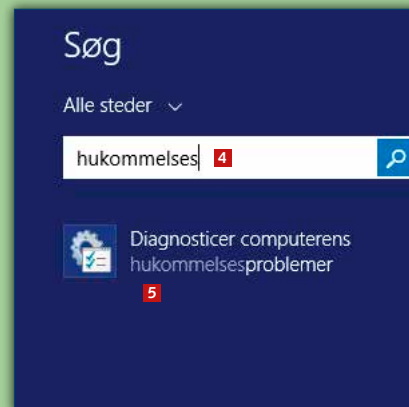 Søg
Alle steder
hukommelses 4
Diagnosticer computerens
hukommelsesproblemer
5